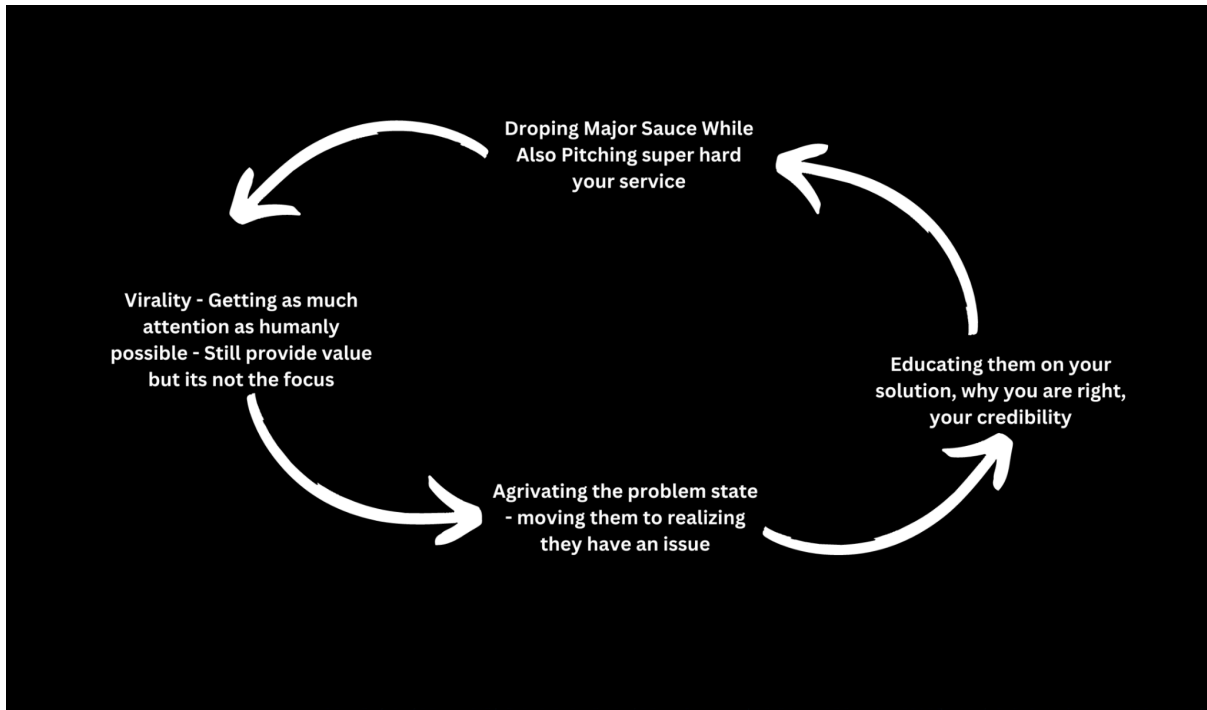 Droping Major Sauce While
Also Pitching super hard
your service
Virality - Getting as much
attention as humanly
possible - Still provide value
but its not the focus
Educating them on your
solution, why you are right,
your credibility
Agrivating the problem state
- moving them to realizing
they have an issue